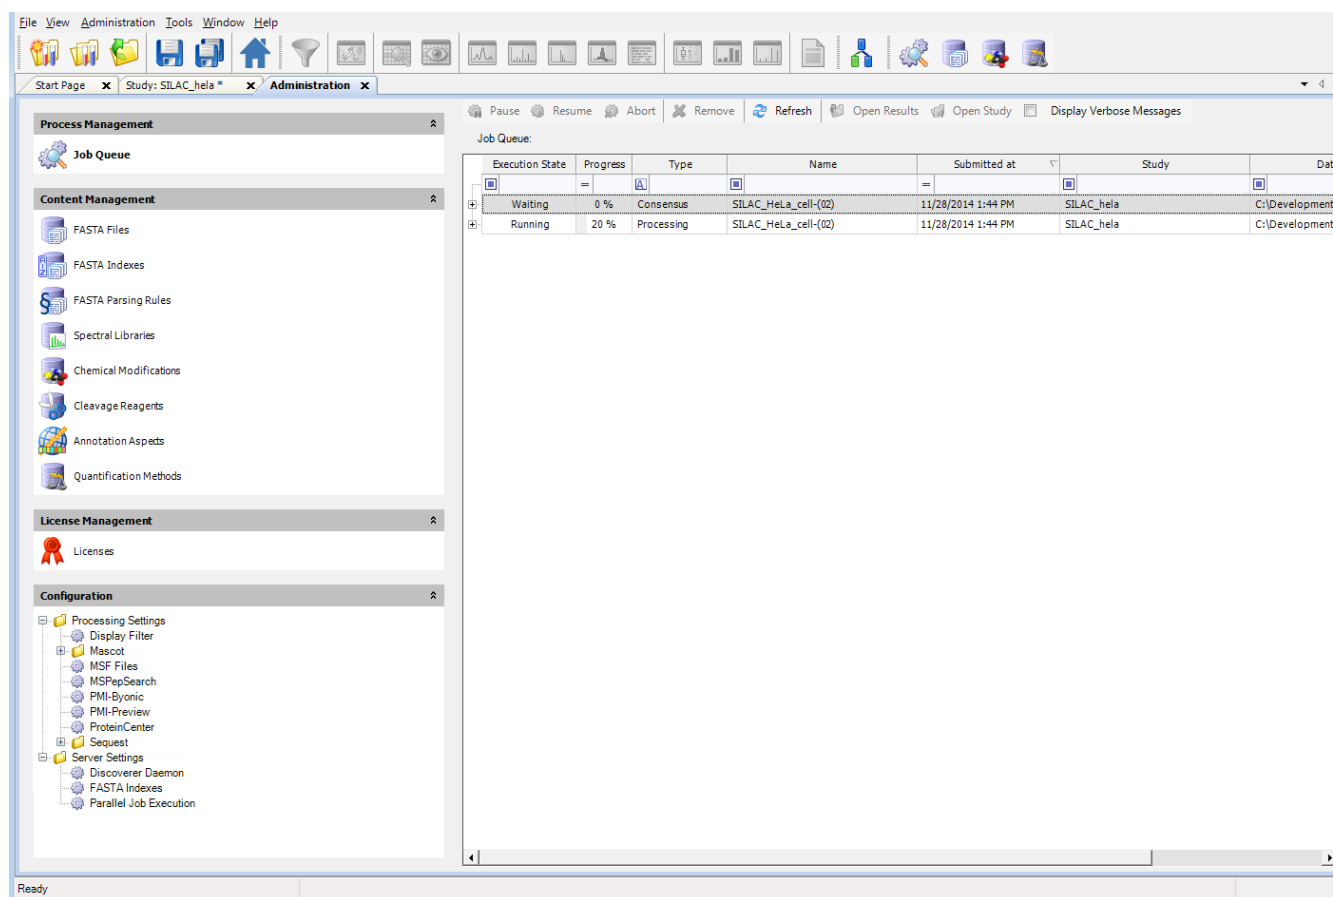 File View Administration Tools Window Help
Start Page x Study: SILAC_hela * x Administration x
Process Management
Job Queue
Content Management
FASTA Files
FASTA Indexes
FASTA Parsing Rules
Spectral Libraries
Chemical Modifications
Cleavage Reagents
Annotation Aspects
Quantification Methods
License Management
Licenses
Configuration
Processing Settings
Display Filter
Mascot
MSF Files
MSPepSearch
PMI-Byonic
PMI-Preview
ProteinCenter
Sequest
Server Settings
Discoverer Daemon
FASTA Indexes
Parallel Job Execution
Pause Resume Abort Remove Refresh Open Results Open Study Display Verbose Messages
Job Queue:
Execution State Progress Type Name Submitted at Study Dat
= A =
Waiting 0 % Consensus SILAC_HeLa_cell-(02) 11/28/2014 1:44 PM SILAC_hela C:\Development
Running 20 % Processing SILAC_HeLa_cell-(02) 11/28/2014 1:44 PM SILAC_hela C:\Development
Ready